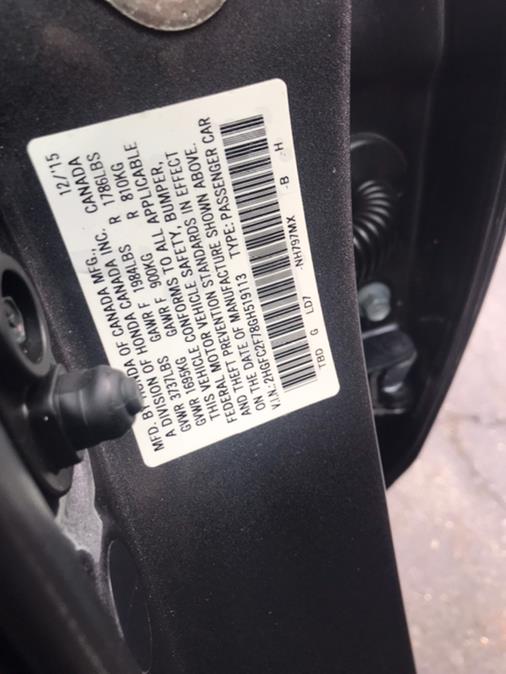 MFD. BY HONDA OF CANADA MFG. 12/'15
A DIVISION OF HONDA CANADA INC. CANADA
GVWR 3737LBS GAWR F 1984LBS R 1786LBS
GVWR 1695KG GAWR F 900KG R 810KG
THIS VEHICLE CONFORMS TO ALL APPLICABLE
FEDERAL MOTOR VEHICLE SAFETY, BUMPER,
AND THEFT PREVENTION STANDARDS IN EFFECT
ON THE DATE OF MANUFACTURE SHOWN ABOVE.
V.I.N.: 2HGFC2F78GH519113 TYPE: PASSENGER CAR
TBD G LD7 NH797MX -B -H